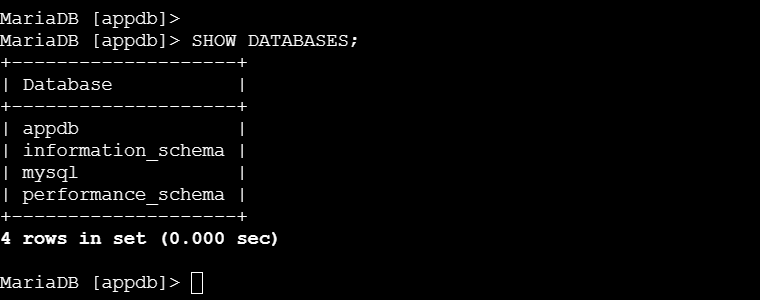 MariaDB [appdb]>
MariaDB [appdb]> SHOW DATABASES;
+--------------------+
| Database           |
+--------------------+
| appdb              |
| information_schema |
| mysql              |
| performance_schema |
+--------------------+
4 rows in set (0.000 sec)

MariaDB [appdb]>